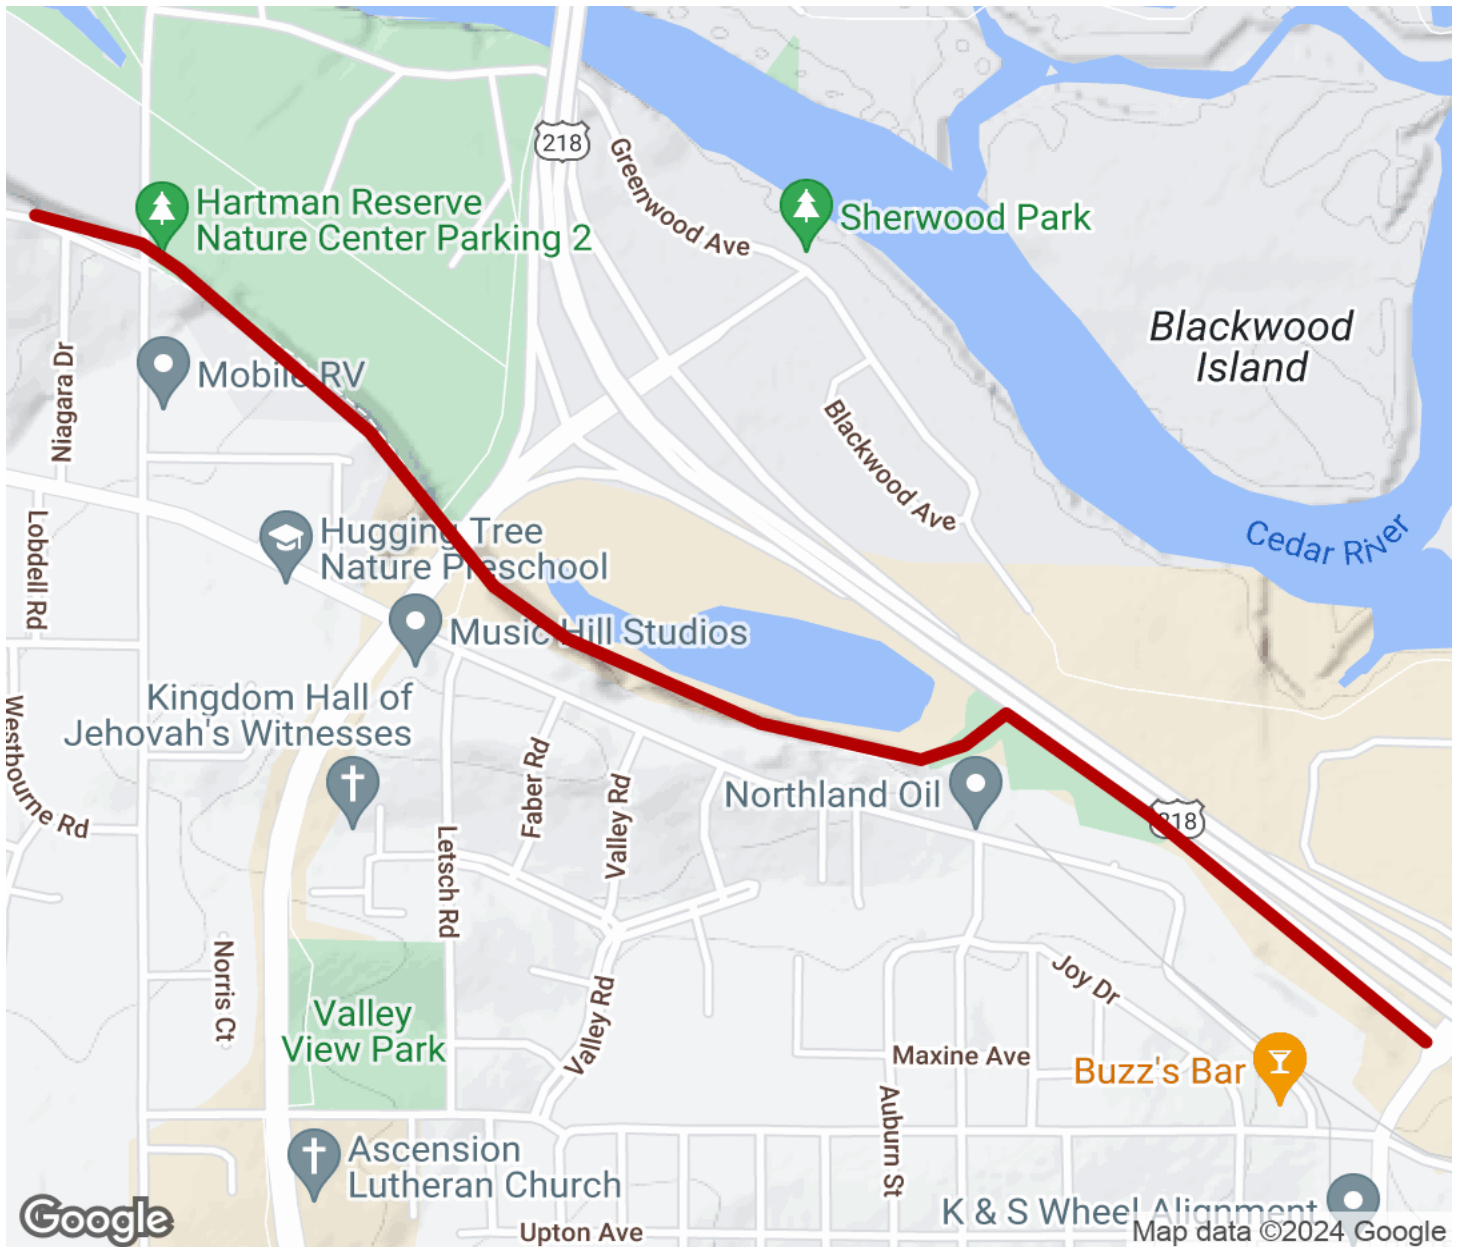 218
Greenwood Ave
Hartman Reserve
Nature Center Parking 2
Sherwood Park
Blackwood
Island
Mobile RV
Niagara Dr
Blackwood Ave
Cedar River
Lobdell Rd
Hugging Tree
Nature Preschool
Music Hill Studios
Kingdom Hall of
Jehovah's Witnesses
Westbourne Rd
Faber Rd
Valley Rd
Northland Oil
218
Letsch Rd
Norris Ct
Valley
View Park
Valley Rd
Joy Dr
Maxine Ave
Buzz's Bar
Auburn St
Ascension
Lutheran Church
K & S Wheel Alignment
Upton Ave
Google
Map data ©2024 Google